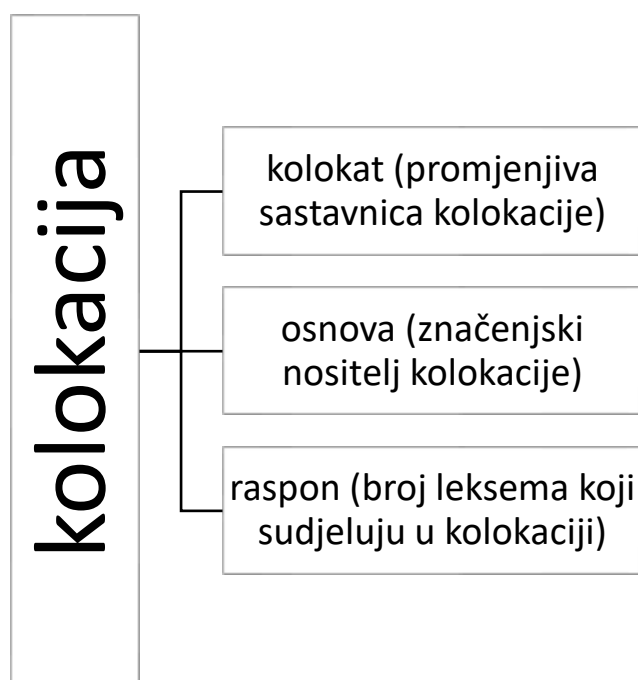 kolokacija
kolokat (promjenjiva
sastavnica kolokacije)
osnova (značenjski
nositelj kolokacije)
raspon (broj leksema koji
sudjeluju u kolokaciji)